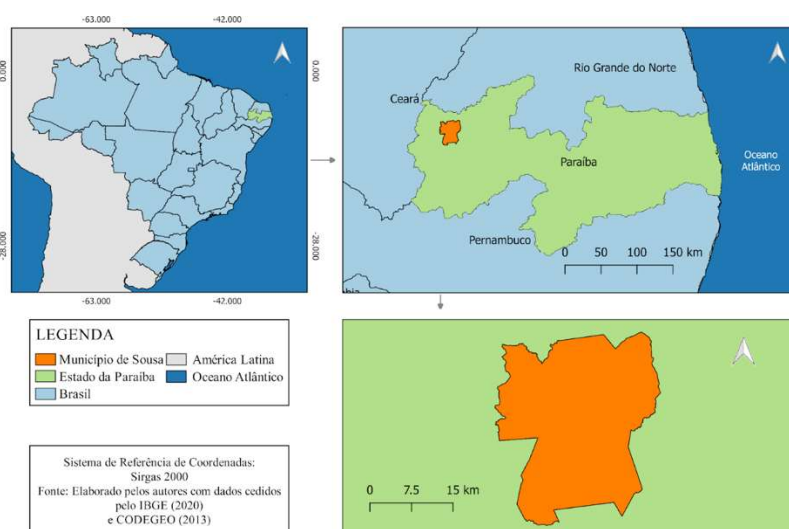 -63.000
-42.000
0.000
0.000
-28.000
-28.000
-63.000
-42.000
Rio Grande do Norte
Ceará
Paraíba
Oceano
Atlântico
Pernambuco
0 50 100 150 km
LEGENDA
Município de Sousa
América Latina
Estado da Paraíba
Oceano Atlântico
Brasil
Sistema de Referência de Coordenadas:
Sirgas 2000
Fonte: Elaborado pelos autores com dados cedidos
pelo IBGE (2020)
e CODEGEO (2013)
0 7.5 15 km